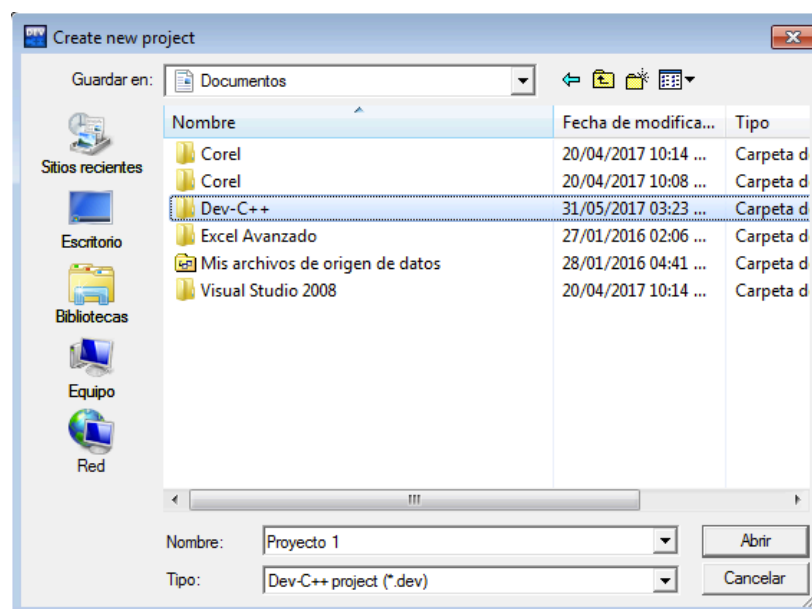 DEV
Create new project
Guardar en: Documentos
Nombre Fecha de modifica... Tipo
Corel 20/04/2017 10:14 ... Carpeta d
Corel 20/04/2017 10:08 ... Carpeta d
Dev-C++ 31/05/2017 03:23 ... Carpeta d
Excel Avanzado 27/01/2016 02:06 ... Carpeta d
Mis archivos de origen de datos 28/01/2016 04:41 ... Carpeta d
Visual Studio 2008 20/04/2017 10:14 ... Carpeta d
Sitios recientes
Escritorio
Bibliotecas
Equipo
Red
Nombre: Proyecto 1 Abrir
Tipo: Dev-C++ project (*.dev) Cancelar